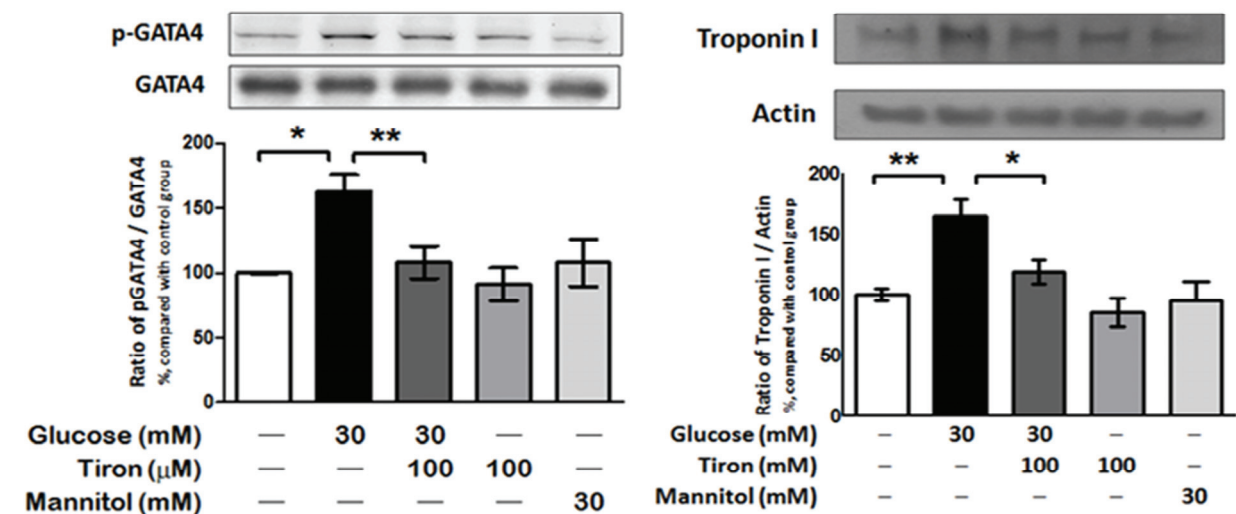 p-GATA4
GATA4
* **
Ratio of pGATA4 / GATA4
%, compared with control group
200
150
100
50
0
Glucose (mM) — 30 30 — —
Tiron (µM) — — 100 100 —
Mannitol (mM) — — — — 30
Troponin I
Actin
** *
Ratio of Troponin I / Actin
%, compared with control group
200
150
100
50
0
Glucose (mM) – 30 30 – –
Tiron (mM) – – 100 100 –
Mannitol (mM) – – – – 30